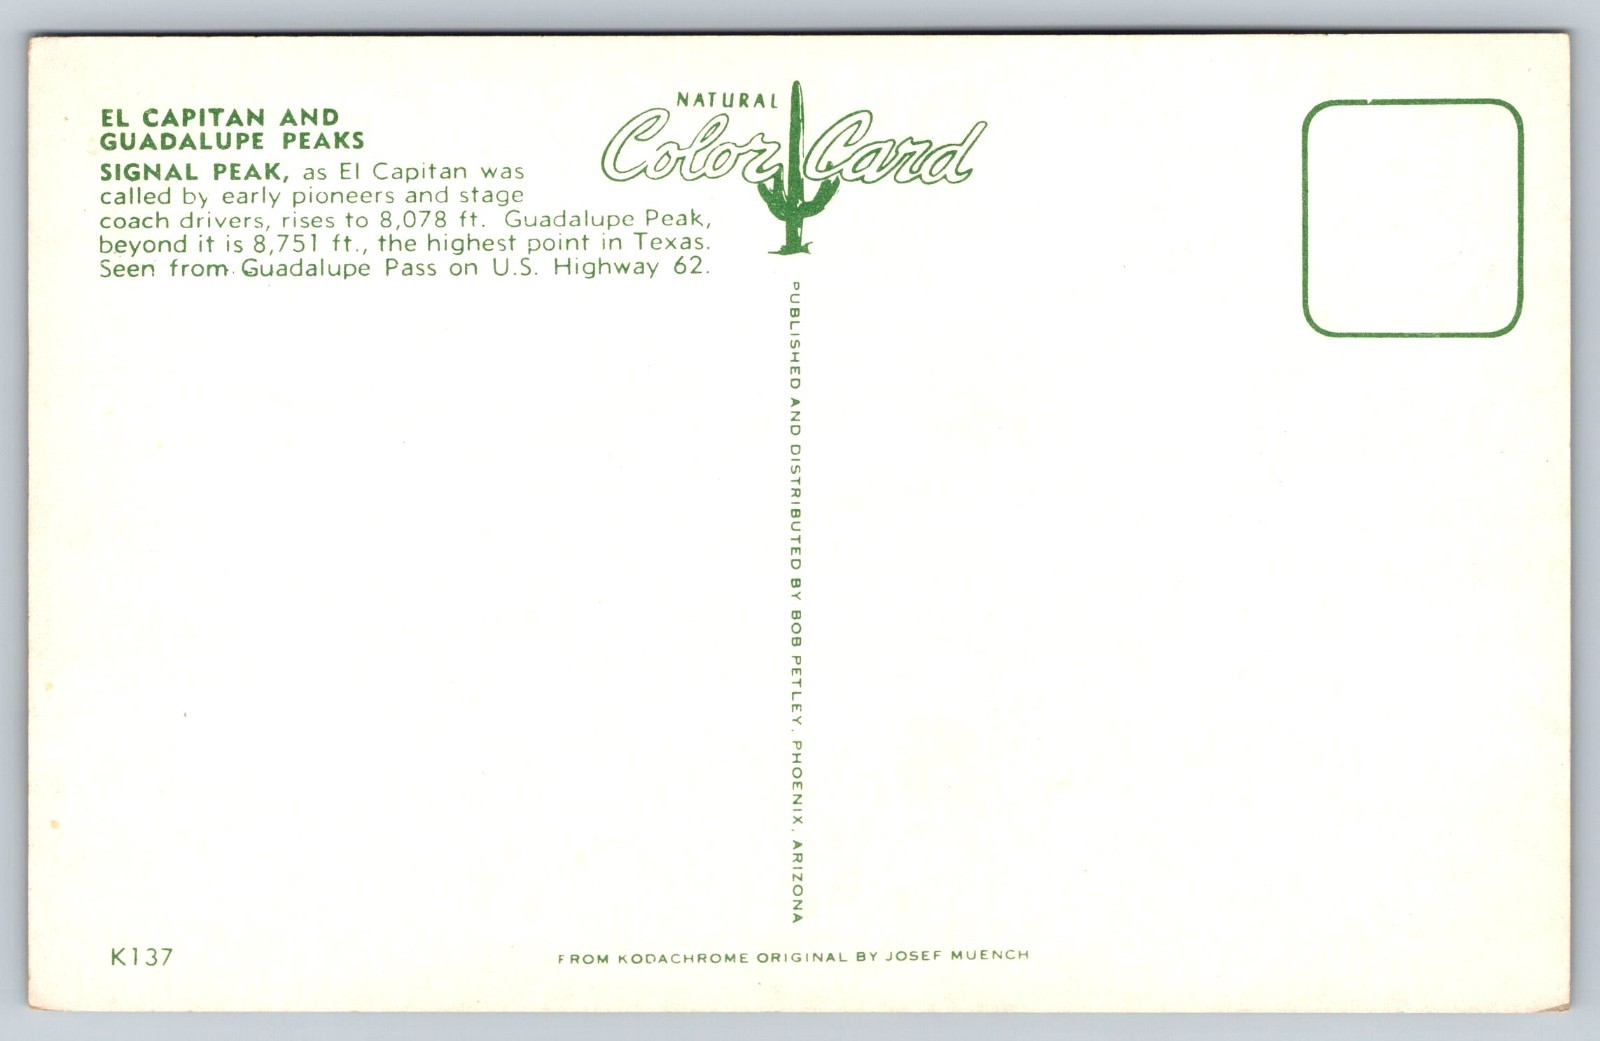 EL CAPITAN AND
GUADALUPE PEAKS
SIGNAL PEAK, as El Capitan was
called by early pioneers and stage
coach drivers, rises to 8,078 ft. Guadalupe Peak,
beyond it is 8,751 ft., the highest point in Texas.
Seen from Guadalupe Pass on U.S. Highway 62.
NATURAL
Color Card
PUBLISHED AND DISTRIBUTED BY BOB PETLEY, PHOENIX, ARIZONA
K137
FROM KODACHROME ORIGINAL BY JOSEF MUENCH